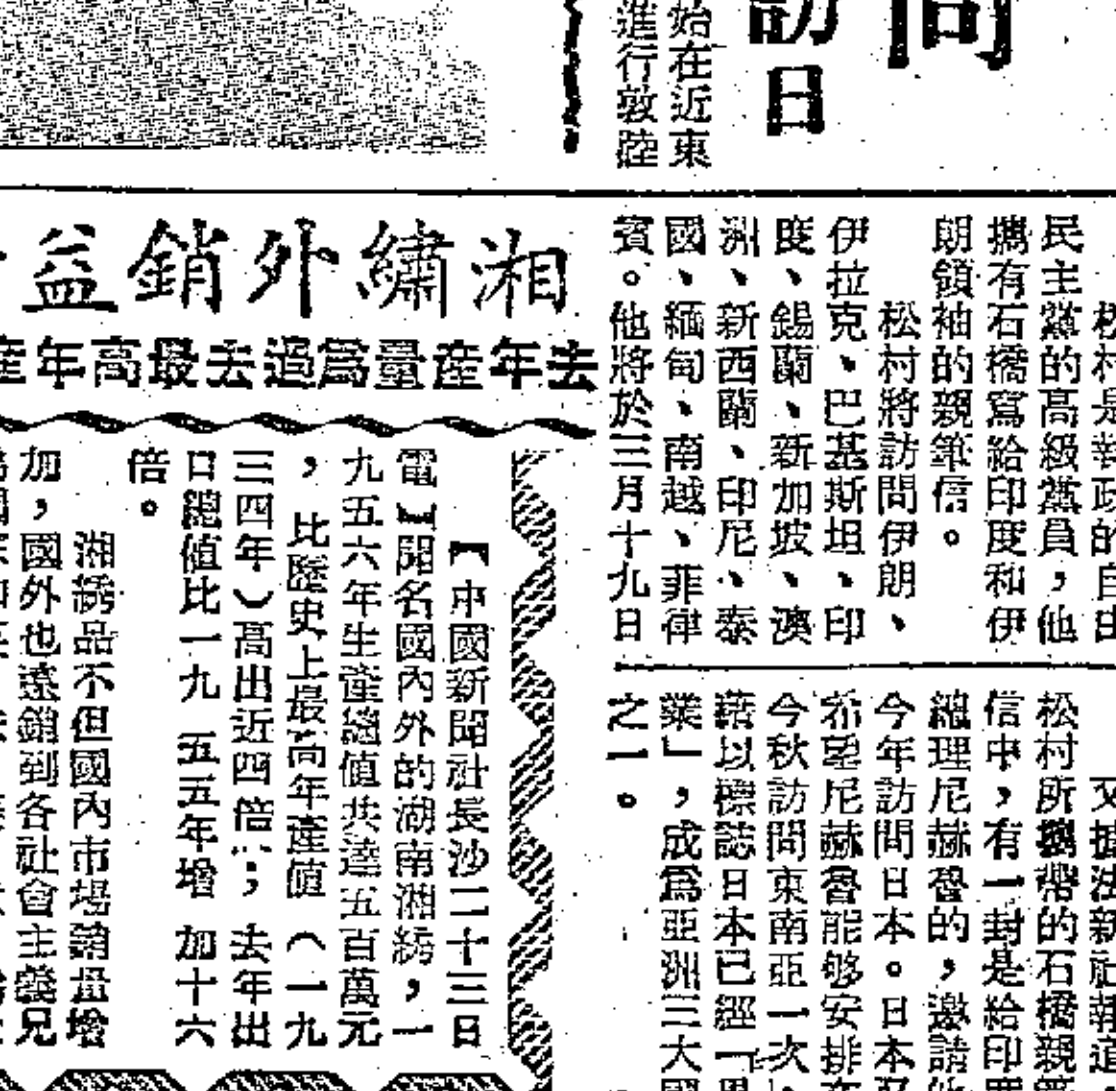 問
訪日
始在近東
進行敦陸
村是執政的自由
民主黨的高級黨員,他
攜有石橋寫給印度和伊
朗領袖的親筆信。
松村將訪問伊朗、
伊拉克、巴基斯坦、印
度、錫蘭、新加坡、澳
洲、新西蘭、印尼、泰
國、緬甸、南越、菲律
賓。他將於三月十九日
又據法新社報道
松村所攜帶的石橋親
信中,有一封是給印
總理尼赫魯的,邀請
今年訪問日本。日本
希望尼赫魯能够安排
今秋訪問東南亞一次,
藉以標誌日本已經「
業」,成爲亞洲三大國
之一。
湘繡外銷益
去年產量爲過去最高年產
【中國新聞社長沙二十三日
電】聞名國內外的湖南湘綉,一
九五六年生產總值共達五百萬元
,比歷史上最高年產值(一九
三四年)高出近四倍;去年出
口總值比一九五五年增加十六
倍。
湘綉品不但國內市場銷量增
加,國外也遠銷到各社會主義兄